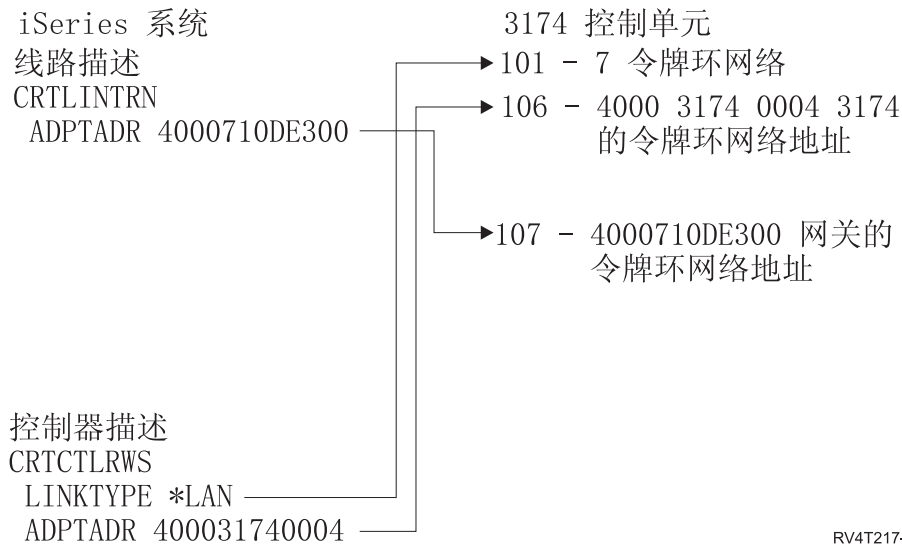 iSeries 系统
线路描述
CRTLINTRN
ADPTADR 4000710DE300
控制器描述
CRTCTLRWS
LINKTYPE *LAN
ADPTADR 400031740004
3174 控制单元
101 - 7 令牌环网络
106 - 4000 3174 0004 3174
的令牌环网络地址
107 - 4000710DE300 网关的
令牌环网络地址
RV4T217-